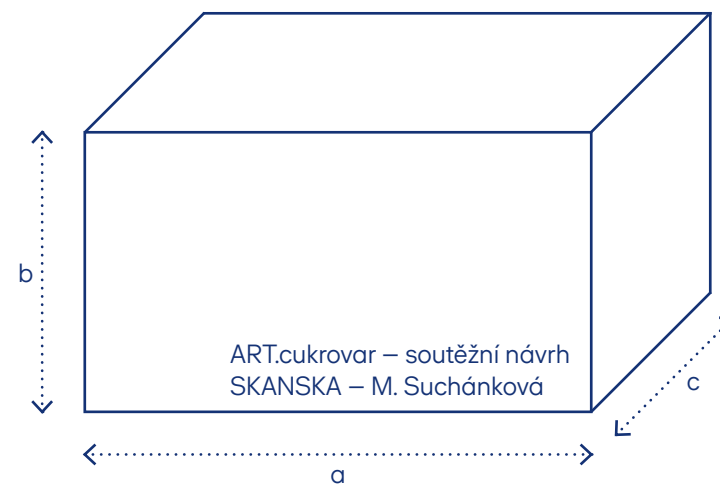 b
ART.cukrovar – soutěžní návrh
SKANSKA – M. Suchánková
c
a